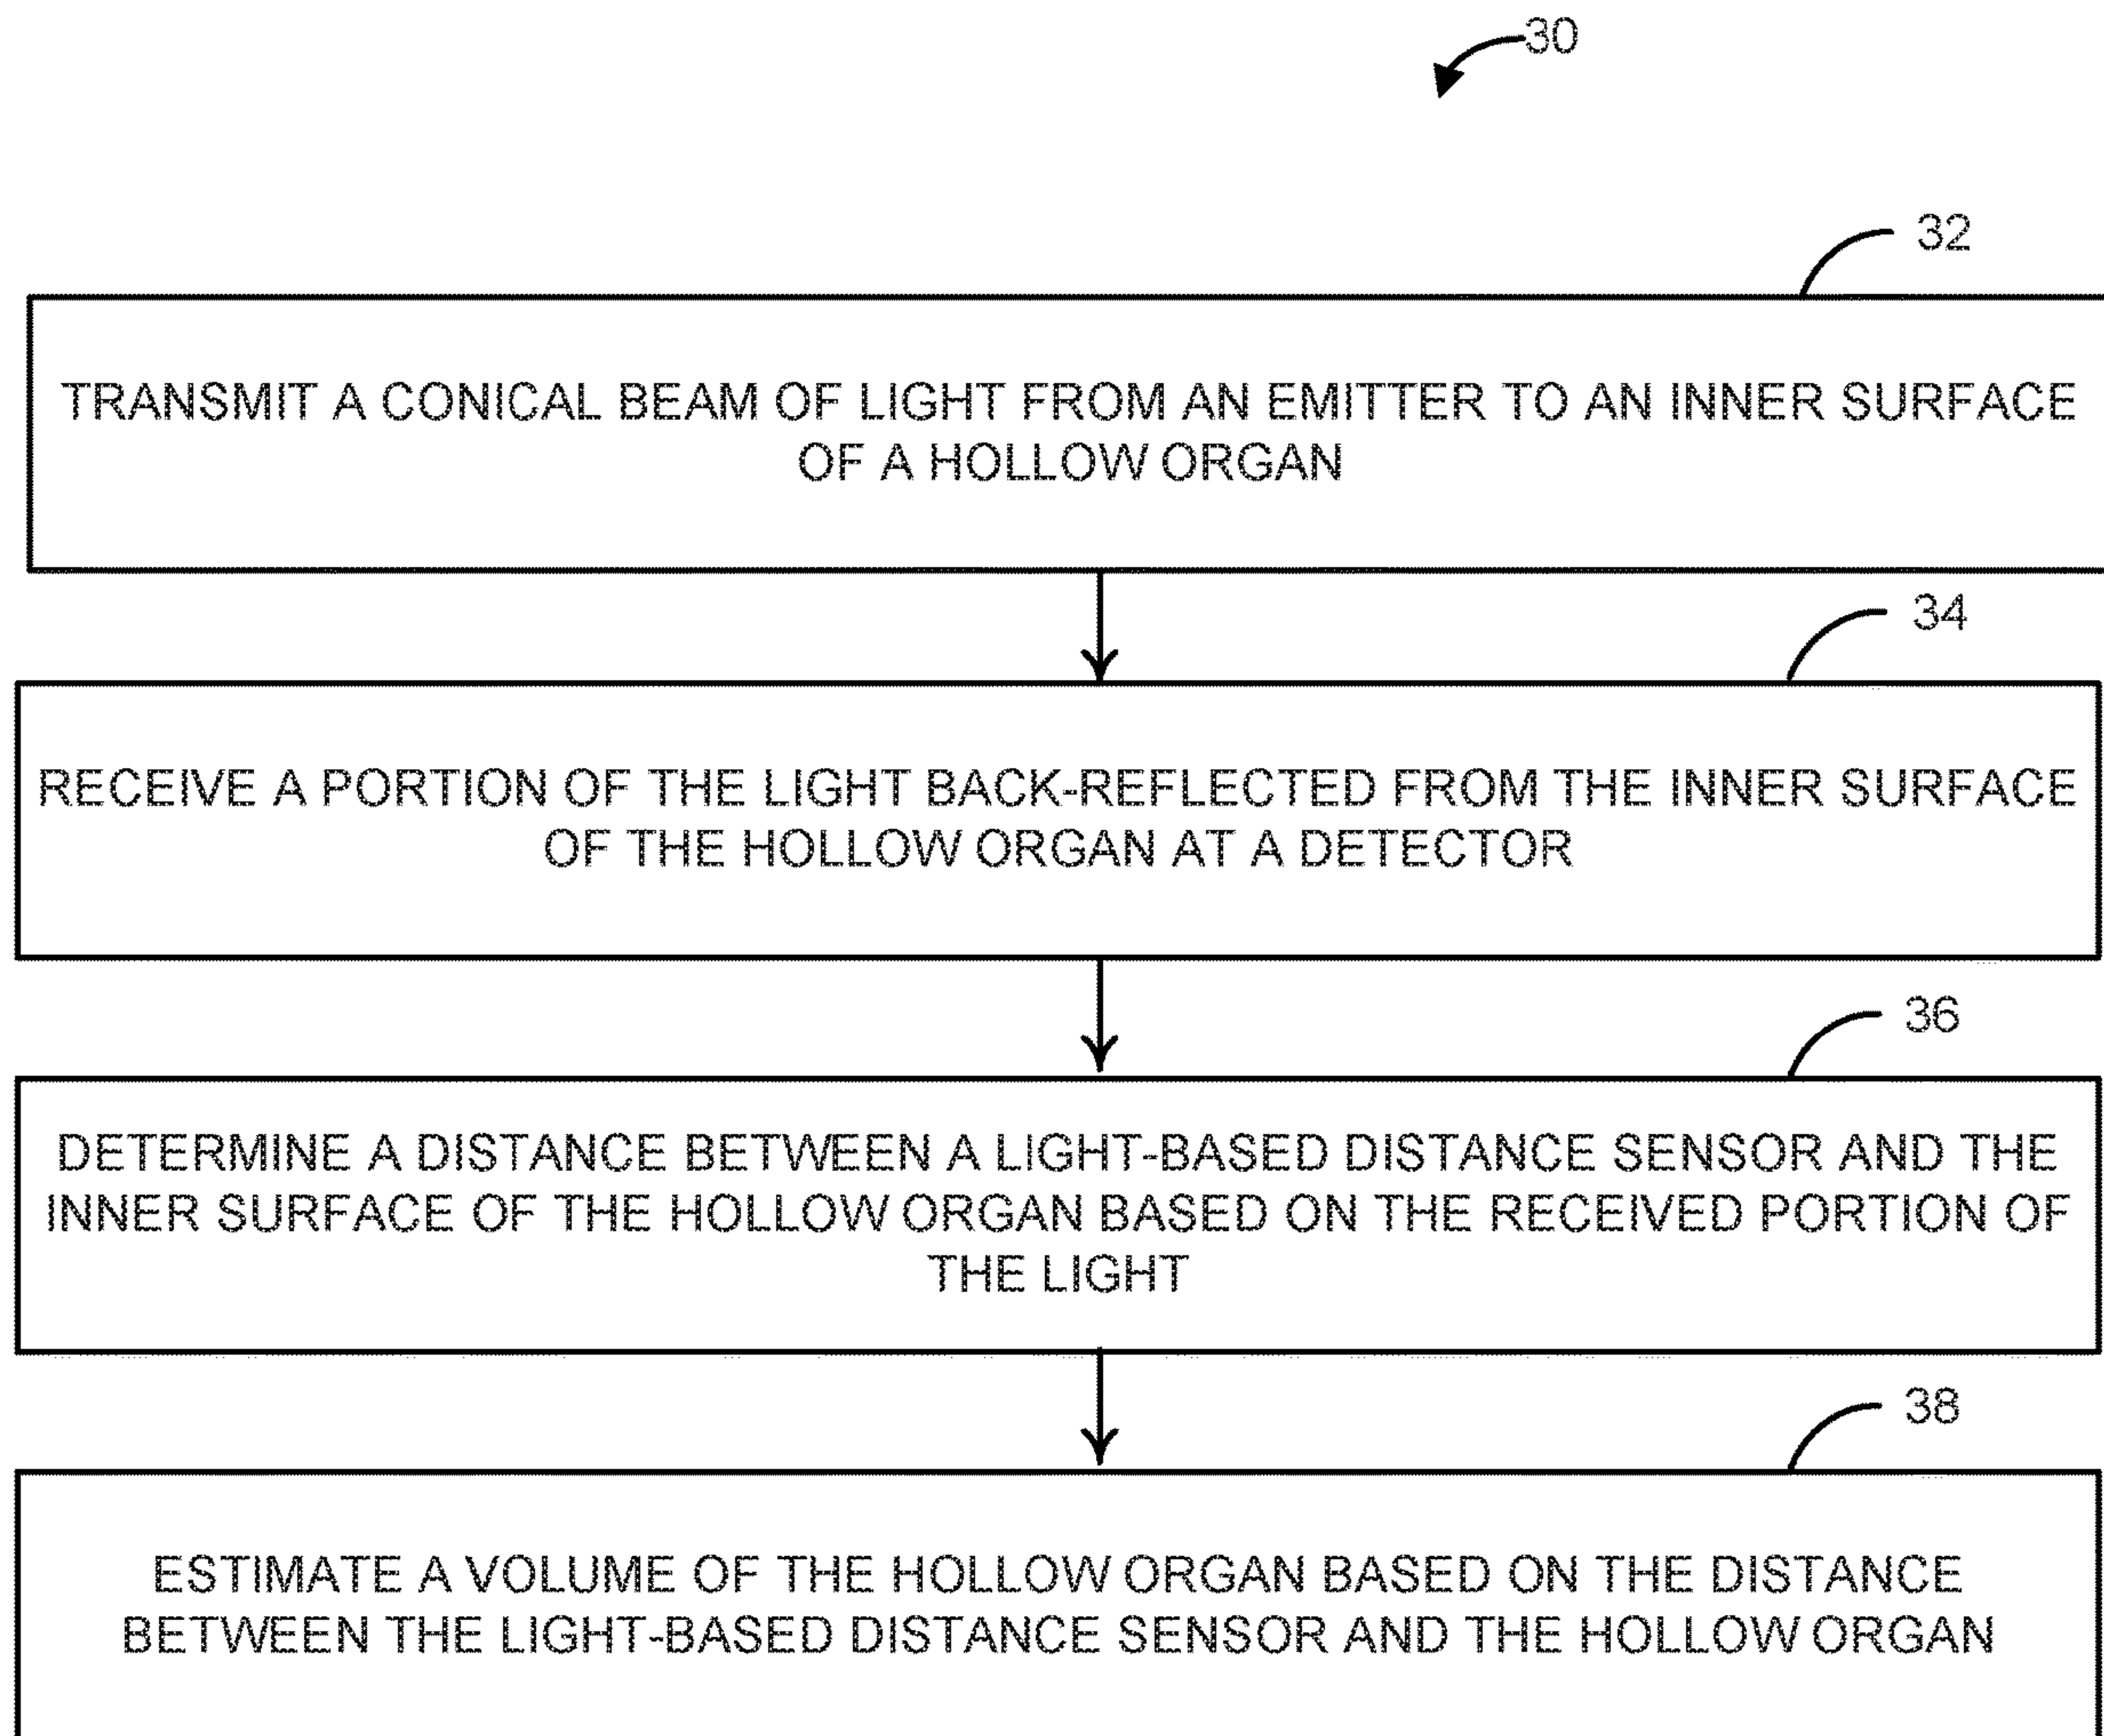 30
32
TRANSMIT A CONICAL BEAM OF LIGHT FROM AN EMITTER TO AN INNER SURFACE
OF A HOLLOW ORGAN
34
RECEIVE A PORTION OF THE LIGHT BACK-REFLECTED FROM THE INNER SURFACE
OF THE HOLLOW ORGAN AT A DETECTOR
36
DETERMINE A DISTANCE BETWEEN A LIGHT-BASED DISTANCE SENSOR AND THE
INNER SURFACE OF THE HOLLOW ORGAN BASED ON THE RECEIVED PORTION OF
THE LIGHT
38
ESTIMATE A VOLUME OF THE HOLLOW ORGAN BASED ON THE DISTANCE
BETWEEN THE LIGHT-BASED DISTANCE SENSOR AND THE HOLLOW ORGAN